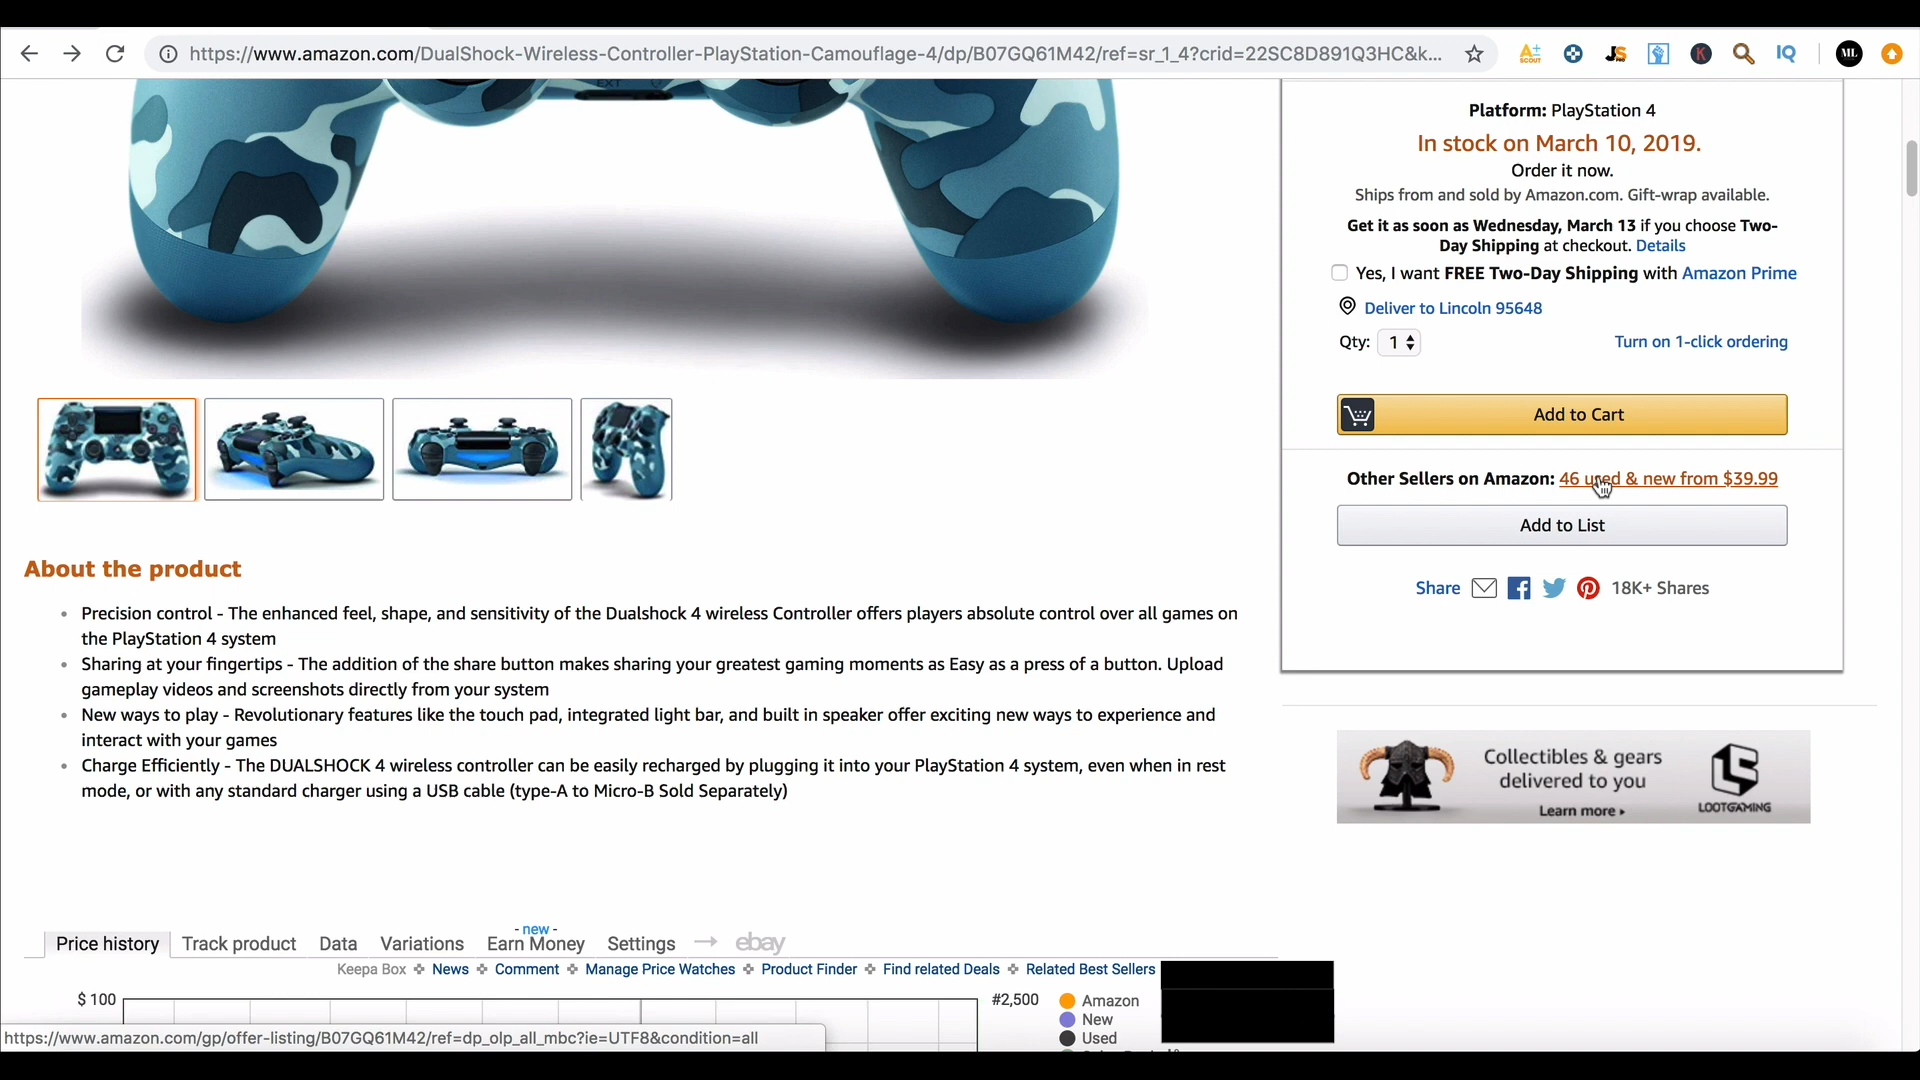 https://www.amazon.com/DualShock-Wireless-Controller-PlayStation-Camouflage-4/dp/B07GQ61M42/ref=sr_1_4?crid=22SC8D891Q3HC&k...
A+
SCOUT
JS
K
IQ
ML
EXT
Platform: PlayStation 4
In stock on March 10, 2019.
Order it now.
Ships from and sold by Amazon.com. Gift-wrap available.
Get it as soon as Wednesday, March 13 if you choose Two-
Day Shipping at checkout. Details
Yes, I want FREE Two-Day Shipping with Amazon Prime
Deliver to Lincoln 95648
Qty: 1
Turn on 1-click ordering
Add to Cart
Other Sellers on Amazon: 46 used & new from $39.99
Add to List
Share
18K+ Shares
About the product
Precision control - The enhanced feel, shape, and sensitivity of the Dualshock 4 wireless Controller offers players absolute control over all games on
the PlayStation 4 system
Sharing at your fingertips - The addition of the share button makes sharing your greatest gaming moments as Easy as a press of a button. Upload
gameplay videos and screenshots directly from your system
New ways to play - Revolutionary features like the touch pad, integrated light bar, and built in speaker offer exciting new ways to experience and
interact with your games
Charge Efficiently - The DUALSHOCK 4 wireless controller can be easily recharged by plugging it into your PlayStation 4 system, even when in rest
mode, or with any standard charger using a USB cable (type-A to Micro-B Sold Separately)
Collectibles & gears
delivered to you
Learn more
LOOTGAMING
- new -
Price history Track product Data Variations Earn Money Settings → ebay
Keepa Box News Comment Manage Price Watches Product Finder Find related Deals Related Best Sellers
$ 100
#2,500
Amazon
New
Used
https://www.amazon.com/gp/offer-listing/B07GQ61M42/ref=dp_olp_all_mbc?ie=UTF8&condition=all